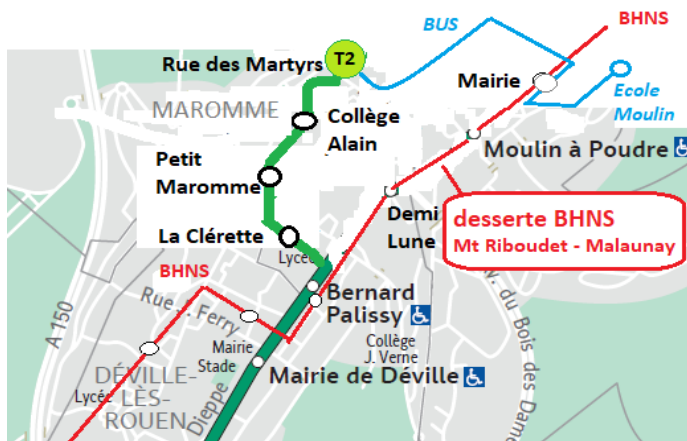 BHNS
BUS
T2
Rue des Martyrs
Mairie
Ecole
Moulin
MAROMME
Collège
Alain
Moulin à Poudre
Petit
Maromme
desserte BHNS
Mt Riboudet - Malaunay
Demi
Lune
La Clérette
Lycée
BHNS
Bernard
Palissy
Rue J. Ferry
Av. du Bois des Dame
A 150
Mairie
Stade
Collège
J. Verne
Mairie de Déville
DÉVILLE-
LÈS-
ROUEN
Lycée
Dieppe